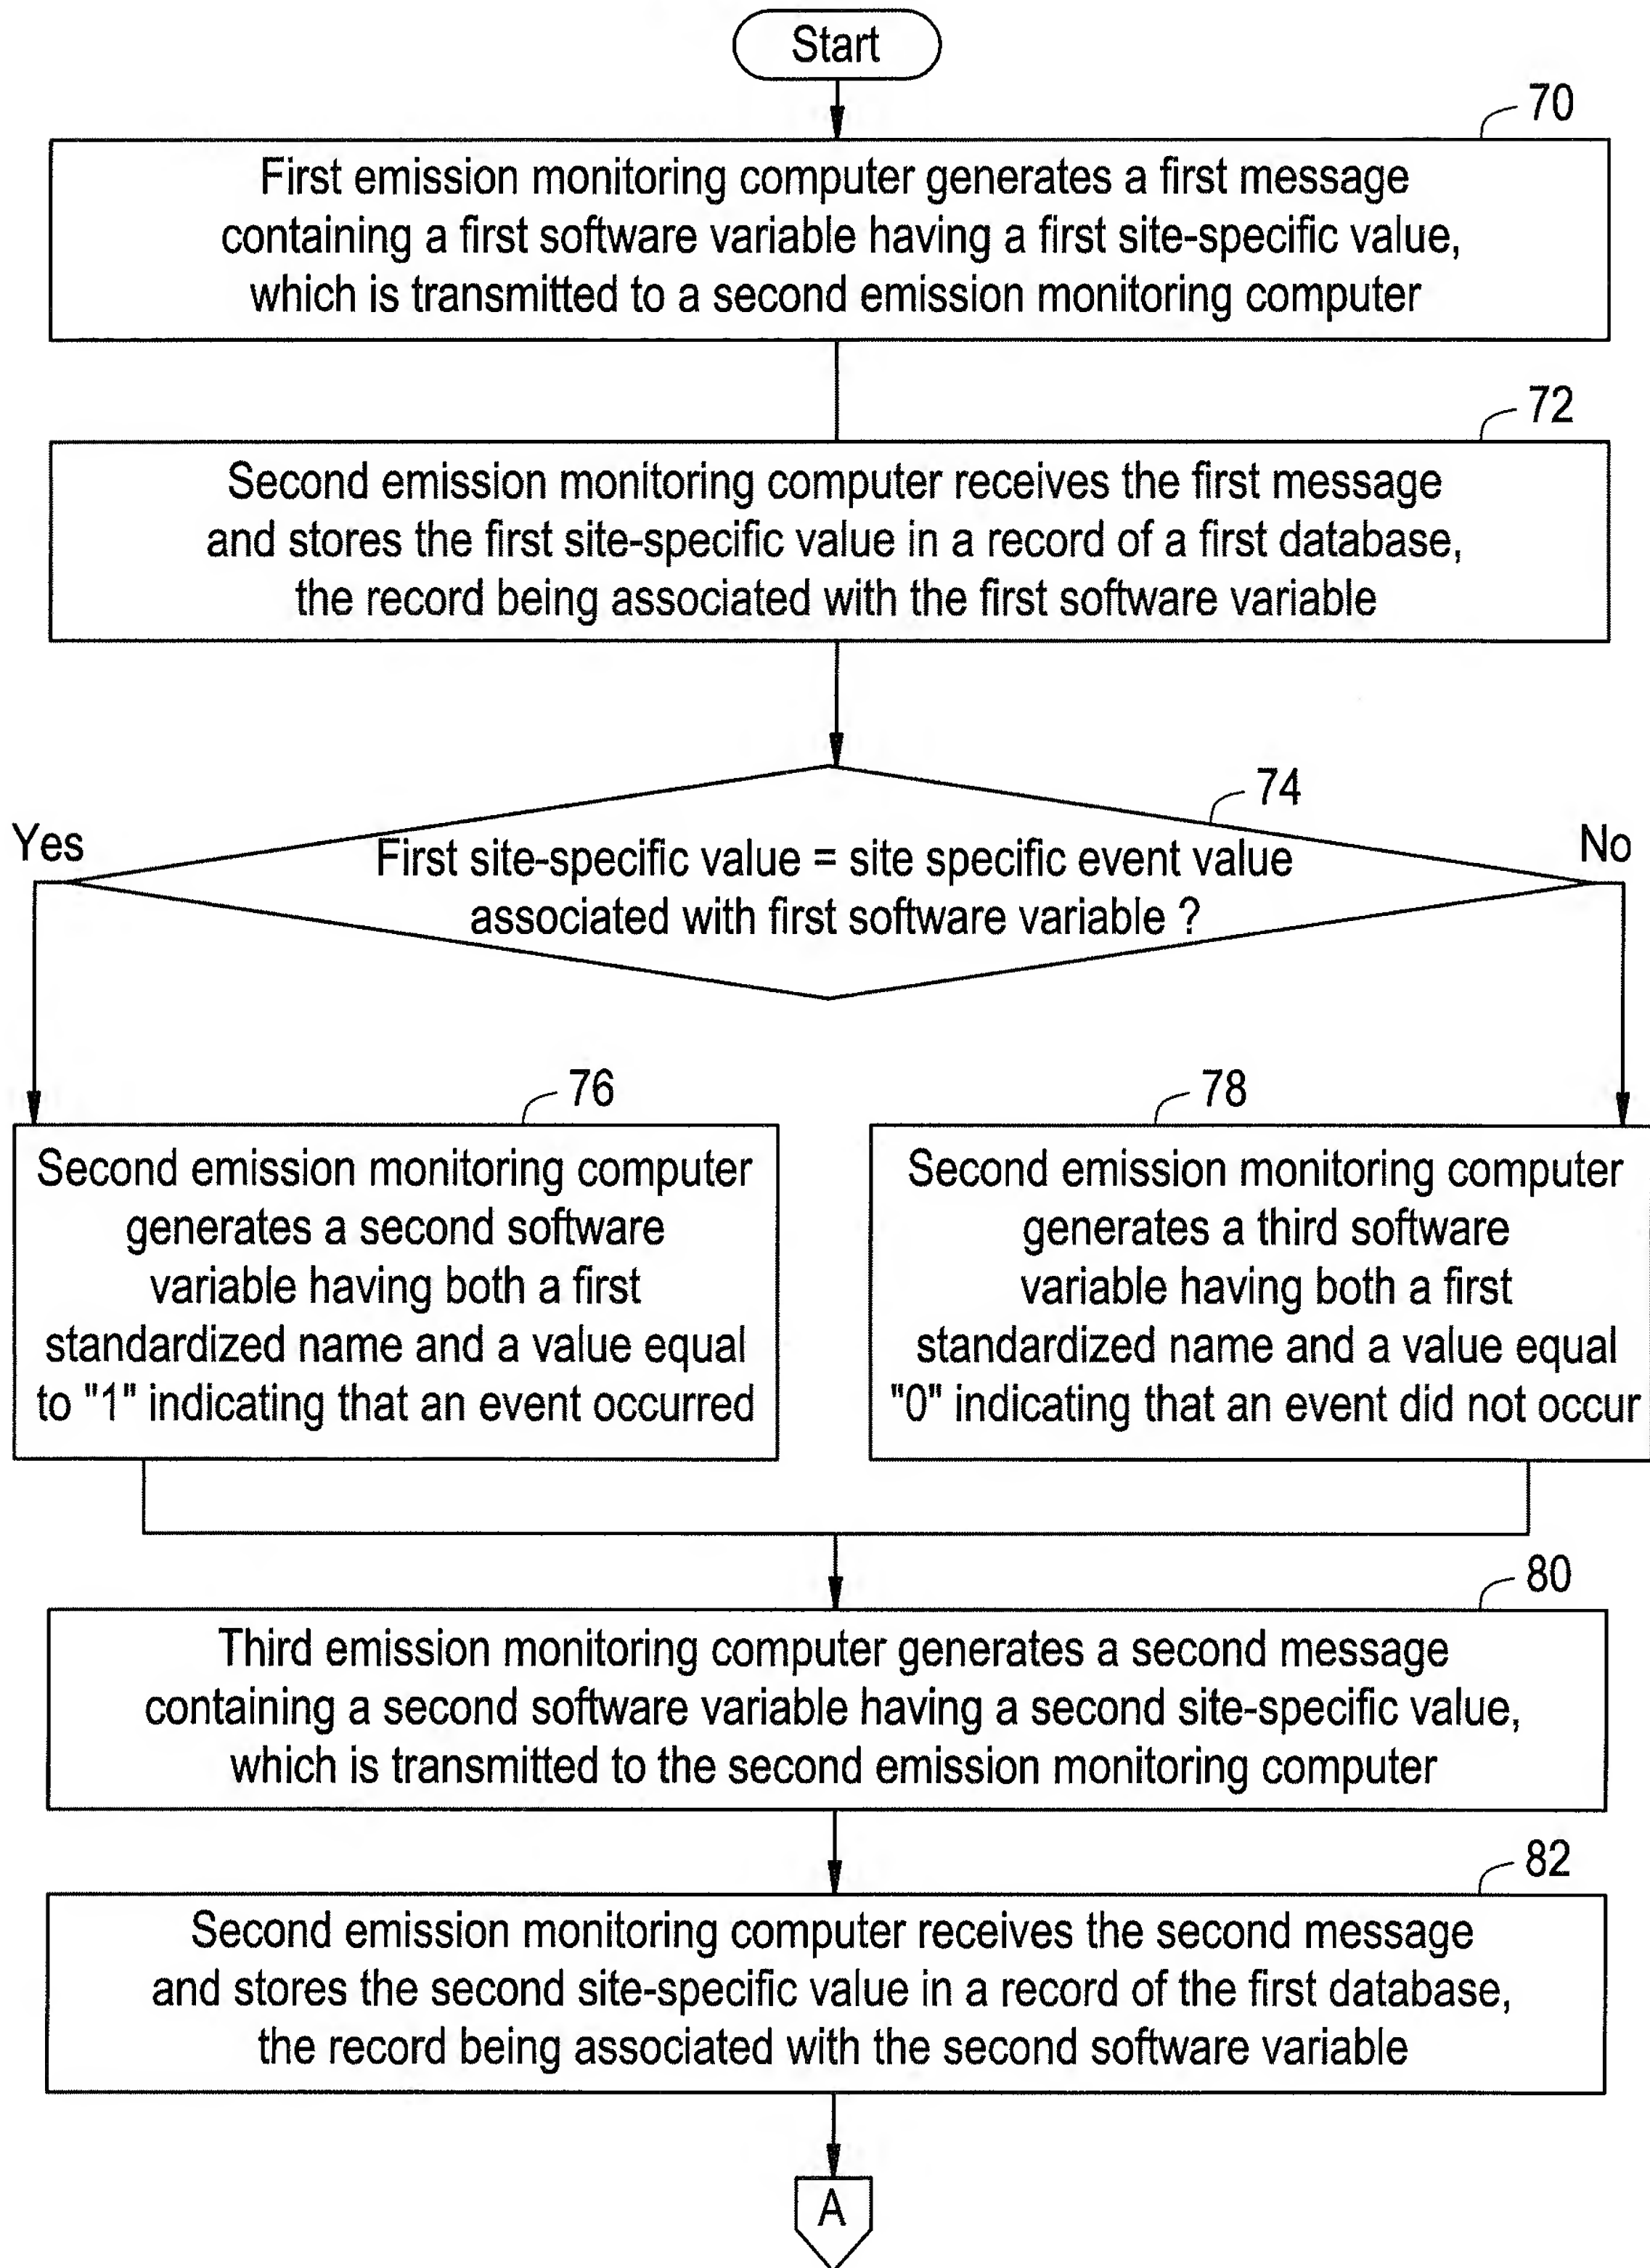 Start
70
First emission monitoring computer generates a first message
containing a first software variable having a first site-specific value,
which is transmitted to a second emission monitoring computer
72
Second emission monitoring computer receives the first message
and stores the first site-specific value in a record of a first database,
the record being associated with the first software variable
74
Yes
No
First site-specific value = site specific event value
associated with first software variable ?
76
Second emission monitoring computer
generates a second software
variable having both a first
standardized name and a value equal
to "1" indicating that an event occurred
78
Second emission monitoring computer
generates a third software
variable having both a first
standardized name and a value equal
"0" indicating that an event did not occur
80
Third emission monitoring computer generates a second message
containing a second software variable having a second site-specific value,
which is transmitted to the second emission monitoring computer
82
Second emission monitoring computer receives the second message
and stores the second site-specific value in a record of the first database,
the record being associated with the second software variable
A